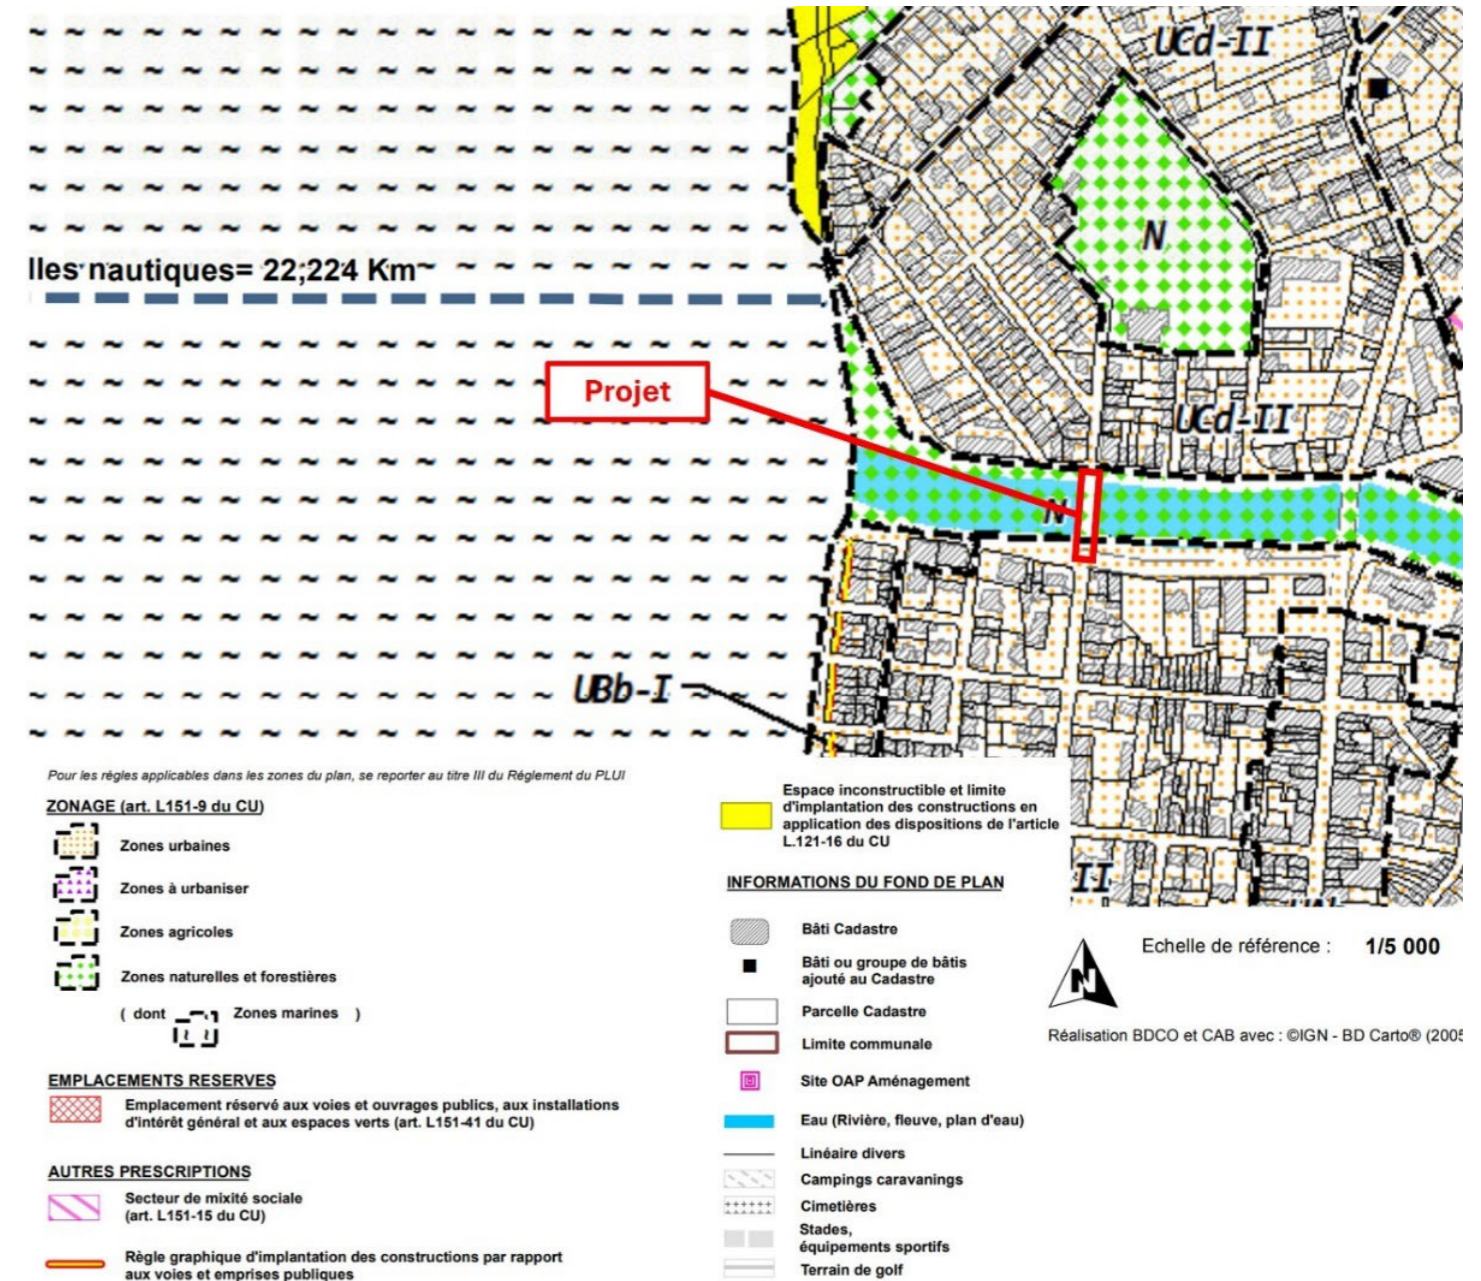 UCd-II
N
lles nautiques= 22,224 Km
Projet
UCd-II
N
UBb-I
II
Pour les régles applicables dans les zones du plan, se reporter au titre III du Réglement du PLUI
ZONAGE (art. L151-9 du CU)
Zones urbaines
Zones à urbaniser
Zones agricoles
Zones naturelles et forestières
( dont Zones marines )
EMPLACEMENTS RESERVES
Emplacement réservé aux voies et ouvrages publics, aux installations
d'intérêt général et aux espaces verts (art. L151-41 du CU)
AUTRES PRESCRIPTIONS
Secteur de mixité sociale
(art. L151-15 du CU)
Règle graphique d'implantation des constructions par rapport
aux voies et emprises publiques
Espace inconstructible et limite
d'implantation des constructions en
application des dispositions de l'article
L.121-16 du CU
INFORMATIONS DU FOND DE PLAN
Bâti Cadastre
Bâti ou groupe de bâtis
ajouté au Cadastre
Parcelle Cadastre
Limite communale
Site OAP Aménagement
Eau (Rivière, fleuve, plan d'eau)
Linéaire divers
Campings caravanings
Cimetières
Stades,
équipements sportifs
Terrain de golf
N
Echelle de référence : 1/5 000
Réalisation BDCO et CAB avec : ©IGN - BD Carto® (2005